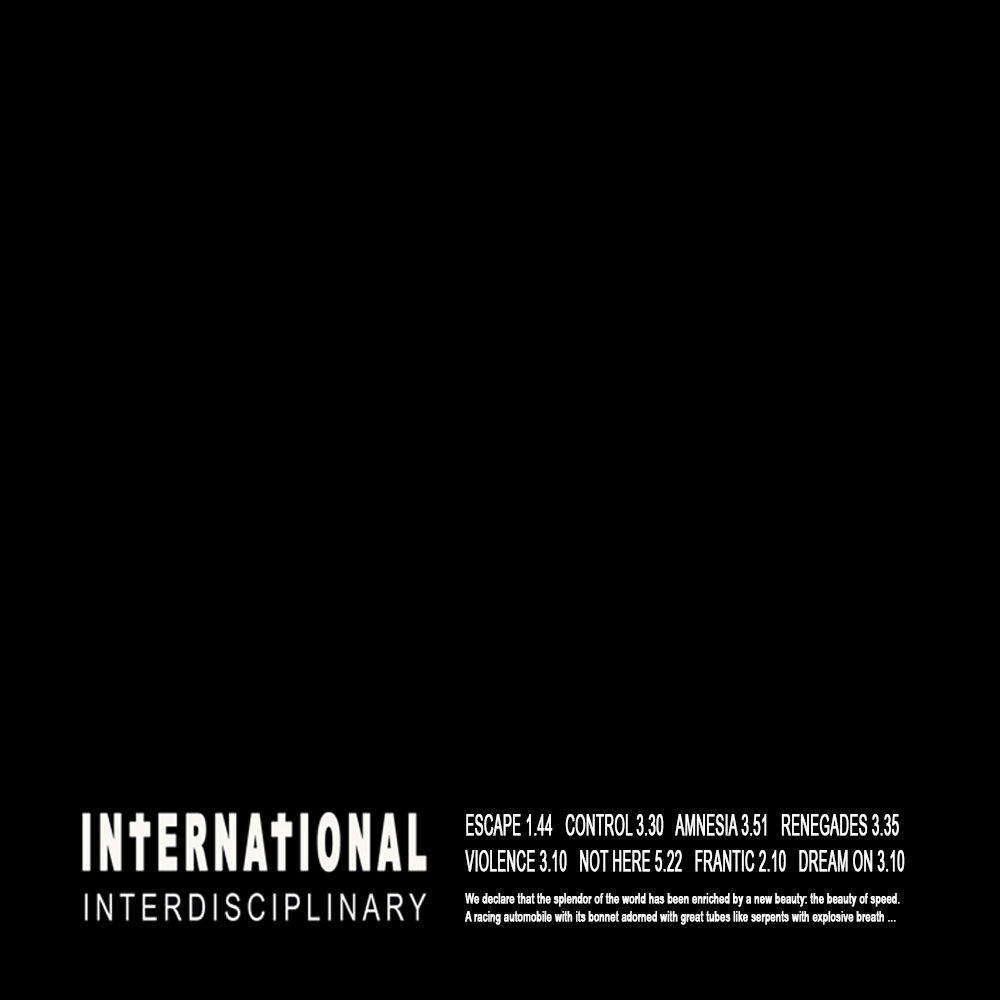 INTERNATIONAL
INTERDISCIPLINARY
ESCAPE 1.44 CONTROL 3.30 AMNESIA 3.51 RENEGADES 3.35
VIOLENCE 3.10 NOT HERE 5.22 FRANTIC 2.10 DREAM ON 3.10
We declare that the splendor of the world has been enriched by a new beauty: the beauty of speed.
A racing automobile with its bonnet adorned with great tubes like serpents with explosive breath ...